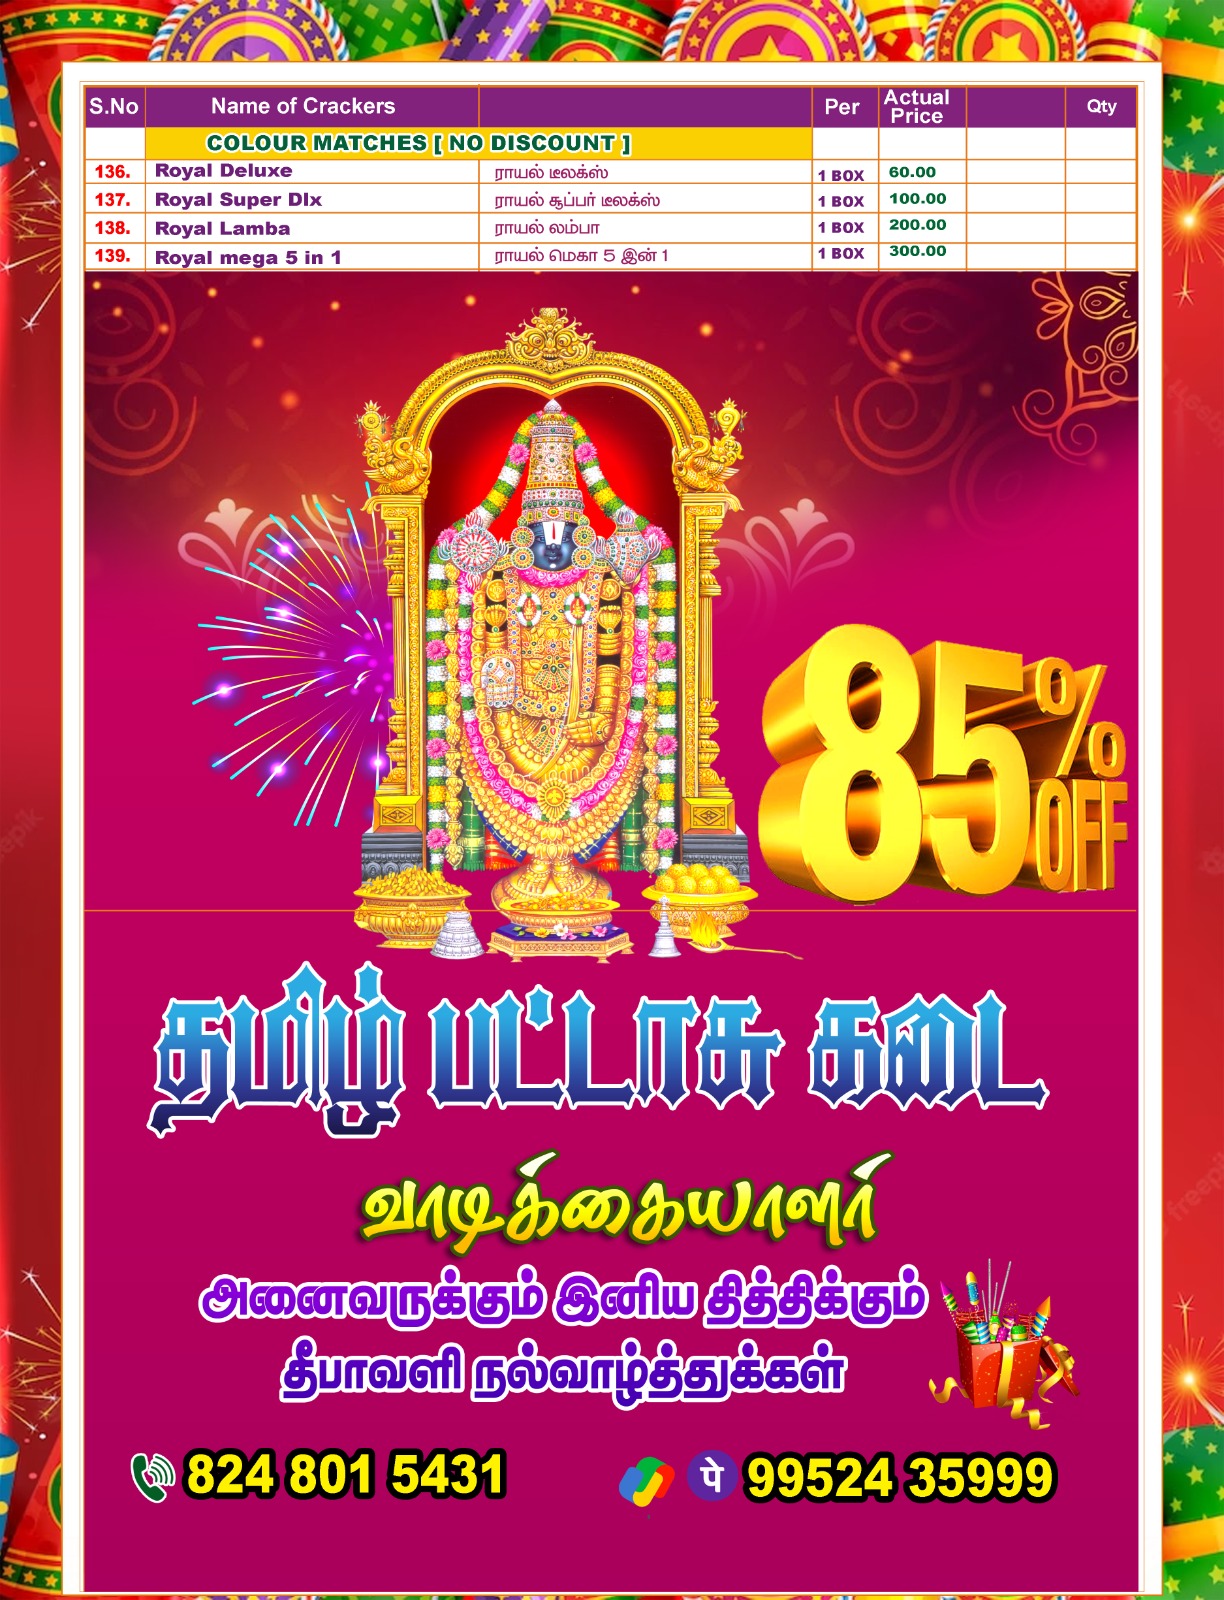 S.No Name of Crackers Per Actual Price Qty
COLOUR MATCHES [ NO DISCOUNT ]
136. Royal Deluxe ராயல் டீலக்ஸ் 1 BOX 60.00
137. Royal Super Dlx ராயல் சூப்பர் டீலக்ஸ் 1 BOX 100.00
138. Royal Lamba ராயல் லம்பா 1 BOX 200.00
139. Royal mega 5 in 1 ராயல் மெகா 5 இன் 1 1 BOX 300.00
85% OFF
தமிழ் பட்டாசு கடை
வாடிக்கையாளர்
அனைவருக்கும் இனிய தித்திக்கும்
தீபாவளி நல்வாழ்த்துக்கள்
824 801 5431 पे 99524 35999
freepik